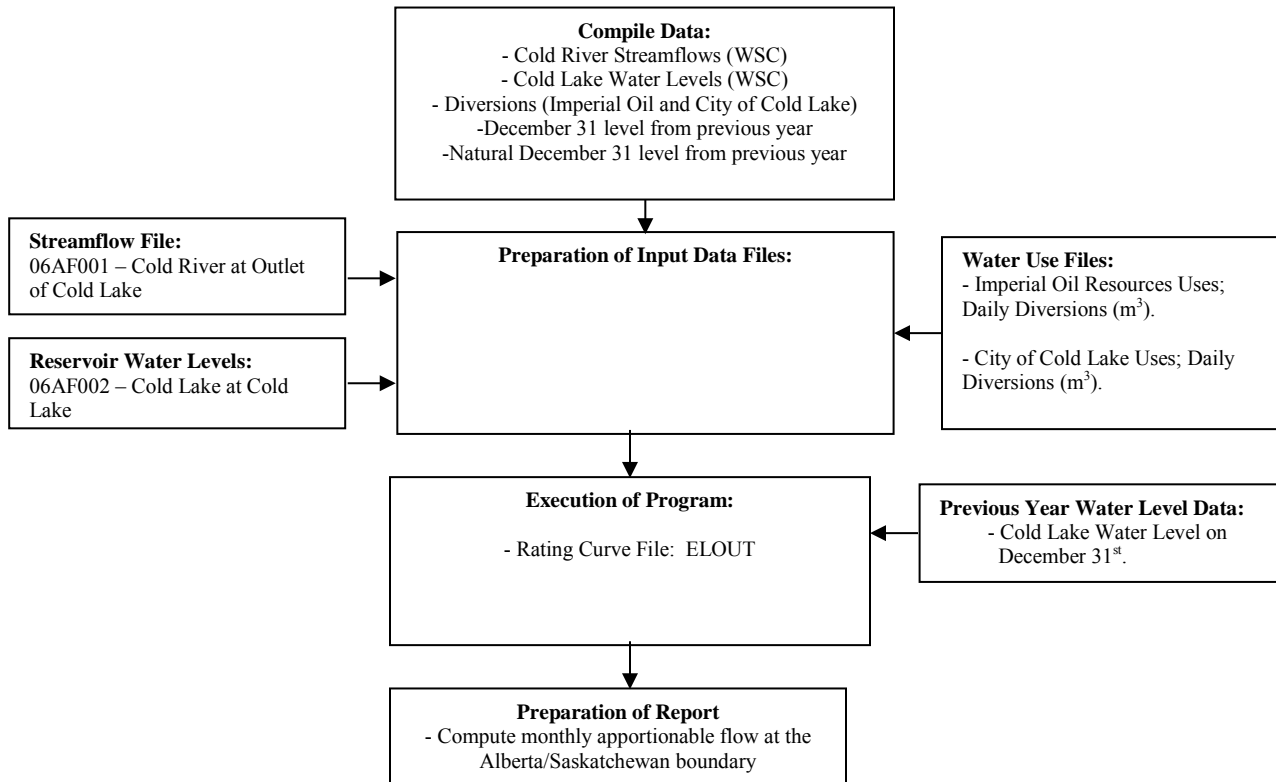 Compile Data:
- Cold River Streamflows (WSC)
- Cold Lake Water Levels (WSC)
- Diversions (Imperial Oil and City of Cold Lake)
-December 31 level from previous year
-Natural December 31 level from previous year
Streamflow File:
06AF001 – Cold River at Outlet
of Cold Lake
Reservoir Water Levels:
06AF002 – Cold Lake at Cold
Lake
Preparation of Input Data Files:
Water Use Files:
- Imperial Oil Resources Uses;
Daily Diversions (m³).
- City of Cold Lake Uses; Daily
Diversions (m³).
Execution of Program:
- Rating Curve File:  ELOUT
Previous Year Water Level Data:
- Cold Lake Water Level on
December 31st.
Preparation of Report
- Compute monthly apportionable flow at the
Alberta/Saskatchewan boundary